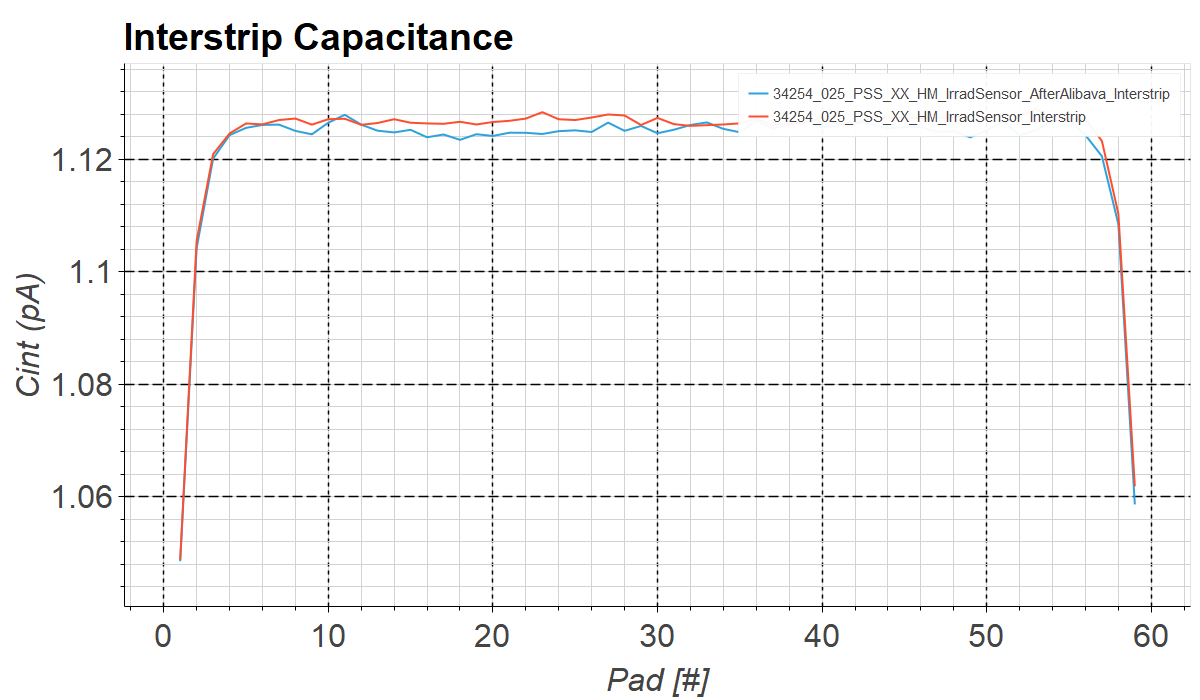 Interstrip Capacitance
34254_025_PSS_XX_HM_IrradSensor_AfterAlibava_Interstrip
34254_025_PSS_XX_HM_IrradSensor_Interstrip
1.12
1.1
1.08
1.06
Cint (pA)
0 10 20 30 40 50 60
Pad [#]